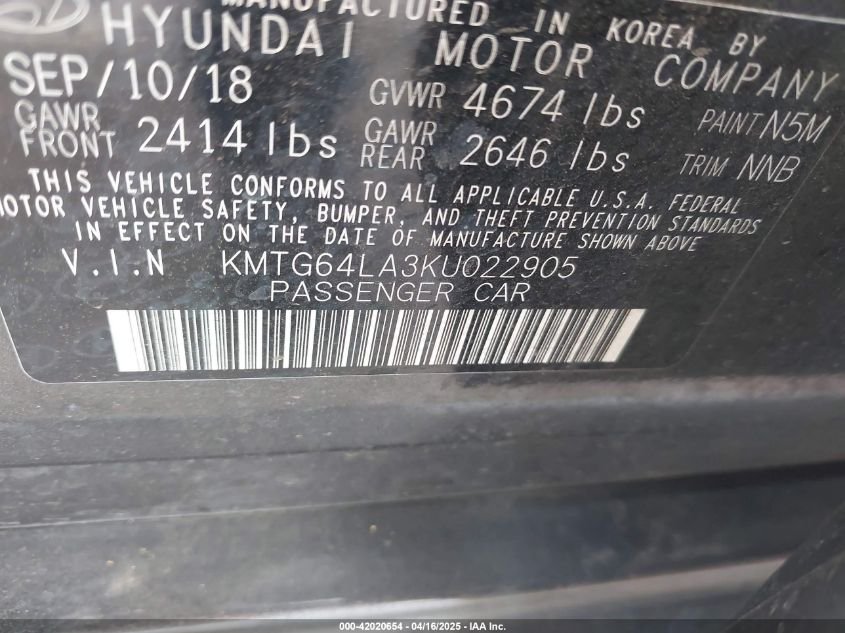 MANUFACTURED IN KOREA BY
HYUNDAI MOTOR COMPANY
SEP/10/18 GVWR 4674 lbs PAINT N5M
GAWR FRONT 2414 lbs GAWR REAR 2646 lbs TRIM NNB
THIS VEHICLE CONFORMS TO ALL APPLICABLE U.S.A. FEDERAL
MOTOR VEHICLE SAFETY, BUMPER, AND THEFT PREVENTION STANDARDS
IN EFFECT ON THE DATE OF MANUFACTURE SHOWN ABOVE
V.I.N KMTG64LA3KU022905
PASSENGER CAR
000-42020654 - 04/16/2025 - IAA Inc.